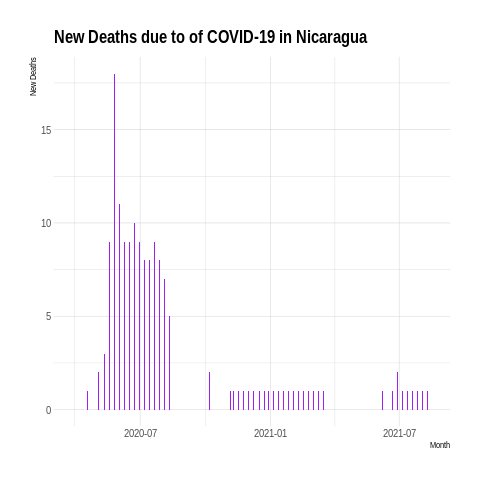 New Deaths due to of COVID-19 in Nicaragua
New Deaths
15
10
5
0
2020-07
2021-01
2021-07
Month